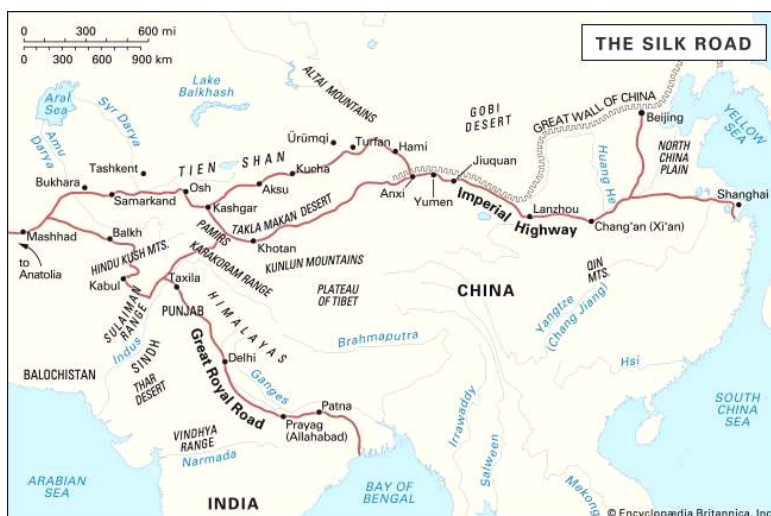 0 300 600 mi
0 300 600 900 km
THE SILK ROAD
Aral
Sea
Syr Darya
Lake
Balkhash
ALTAI MOUNTAINS
GOBI
DESERT
GREAT WALL OF CHINA
Beijing
YELLOW
SEA
Amu
Darya
Tashkent
TIEN SHAN
Ürümqi
Turfan
Hami
Jiuquan
Huang He
NORTH
CHINA
PLAIN
Bukhara
Samarkand
Osh
Kucha
Aksu
Kashgar
Anxi
Yumen
Imperial Highway
Lanzhou
Chang'an (Xi'an)
Shanghai
Mashhad
to
Anatolia
Balkh
PAMIRS
TAKLA MAKAN DESERT
Khotan
HINDU KUSH MTS.
KARAKORAM RANGE
KUNLUN MOUNTAINS
Kabul
Taxila
PLATEAU
OF TIBET
CHINA
QIN
MTS.
SULAIMAN
RANGE
PUNJAB
HIMALAYAS
Yangtze
(Chang Jiang)
Indus
SINDH
Great Royal Road
Brahmaputra
BALOCHISTAN
THAR
DESERT
Delhi
Ganges
Hsi
Patna
Prayag
(Allahabad)
VINDHYA
RANGE
Narmada
Irrawaddy
Salween
SOUTH
CHINA
SEA
ARABIAN
SEA
INDIA
BAY OF
BENGAL
Mekong
© Encyclopædia Britannica, Inc.